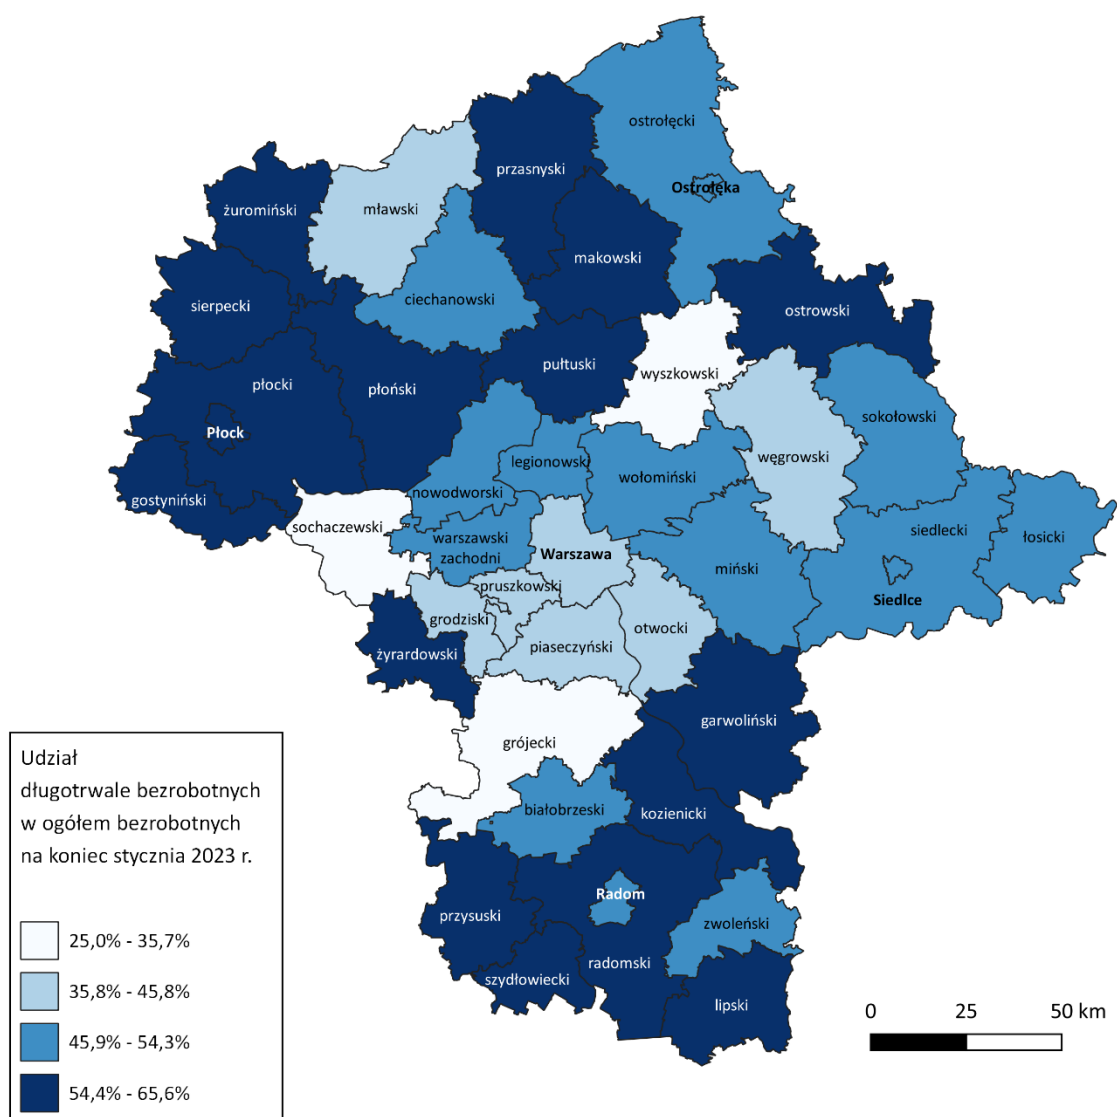 ostrołęcki
Ostrołęka
przasnyski
mławski
żuromiński
makowski
ciechanowski
sierpecki
ostrowski
pułtuski
wyszkowski
płocki
płoński
sokołowski
Płock
węgrowski
legionowski
wołomiński
nowodworski
gostyniński
sochaczewski
siedlecki
łosicki
warszawski
zachodni
Warszawa
miński
pruszkowski
Siedlce
grodziski
otwocki
piaseczyński
żyrardowski
garwoliński
grójecki
białobrzeski
kozienicki
Radom
przysuski
zwoleński
radomski
szydłowiecki
lipski
Udział
długotrwale bezrobotnych
w ogółem bezrobotnych
na koniec stycznia 2023 r.
25,0% - 35,7%
35,8% - 45,8%
45,9% - 54,3%
54,4% - 65,6%
0 25 50 km